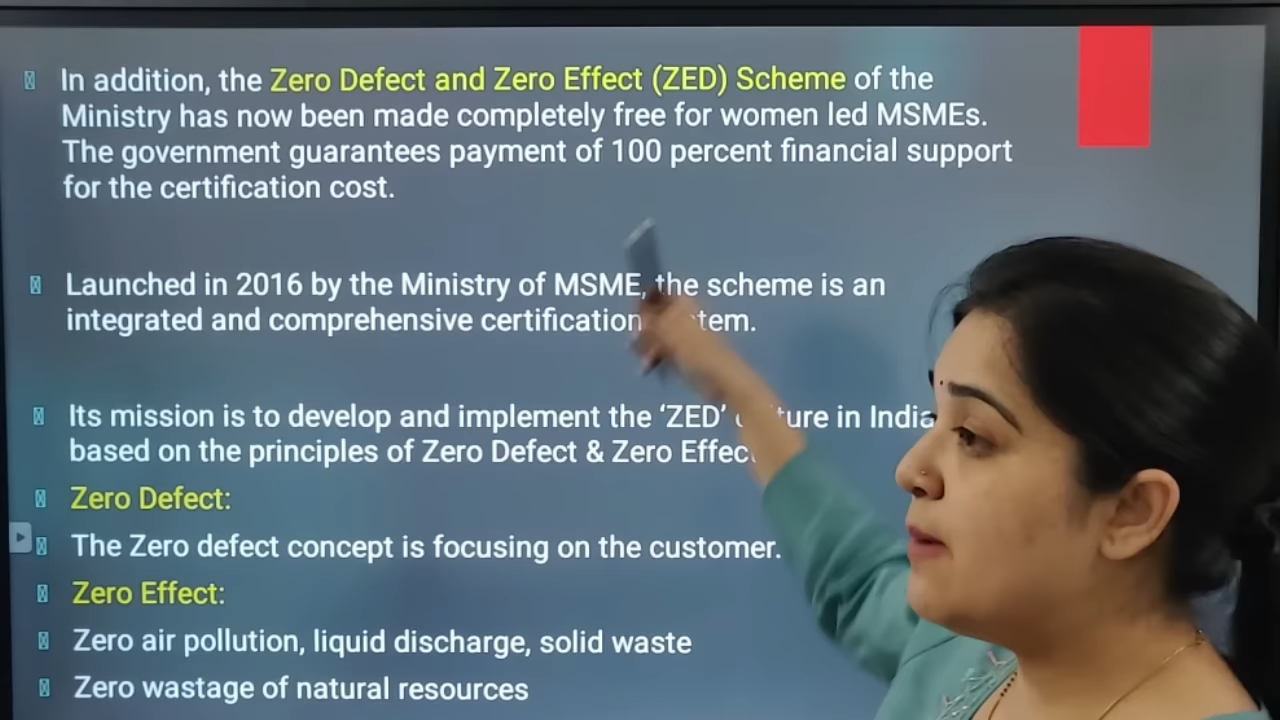 In addition, the Zero Defect and Zero Effect (ZED) Scheme of the
Ministry has now been made completely free for women led MSMEs.
The government guarantees payment of 100 percent financial support
for the certification cost.
Launched in 2016 by the Ministry of MSME, the scheme is an
integrated and comprehensive certification
Its mission is to develop and implement the ‘ZED’ in India
based on the principles of Zero Defect & Zero Effect
Zero Defect:
The Zero defect concept is focusing on the customer.
Zero Effect:
Zero air pollution, liquid discharge, solid waste
Zero wastage of natural resources